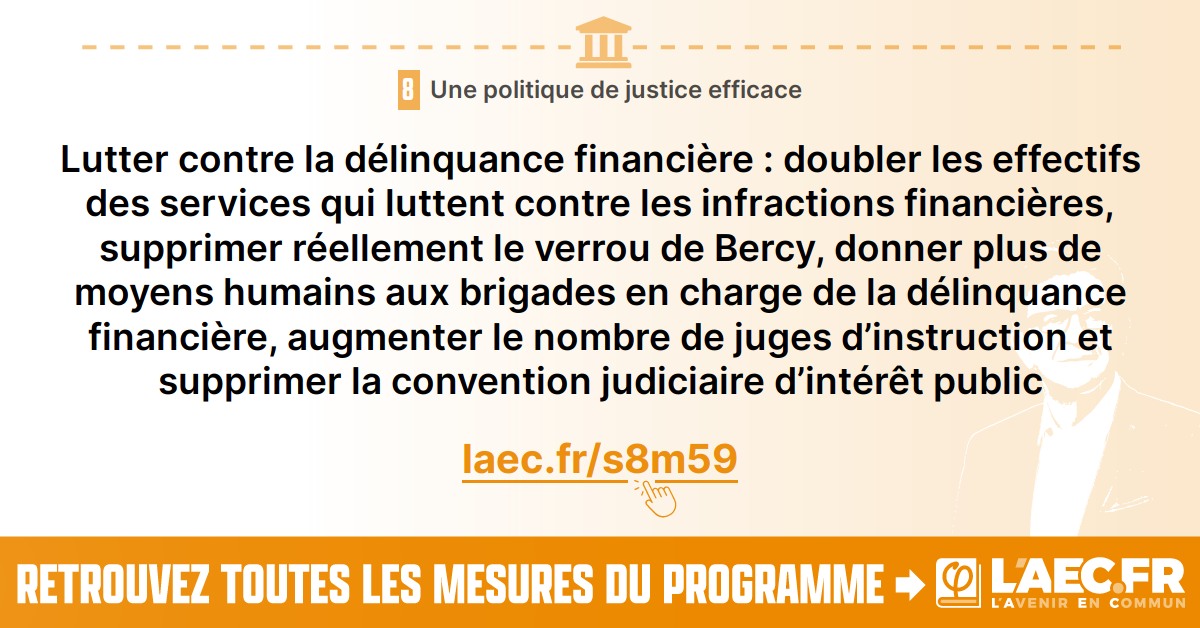 8 Une politique de justice efficace
Lutter contre la délinquance financière : doubler les effectifs
des services qui luttent contre les infractions financières,
supprimer réellement le verrou de Bercy, donner plus de
moyens humains aux brigades en charge de la délinquance
financière, augmenter le nombre de juges d’instruction et
supprimer la convention judiciaire d’intérêt public
laec.fr/s8m59
RETROUVEZ TOUTES LES MESURES DU PROGRAMME
φ L'AEC.FR
L'AVENIR EN COMMUN